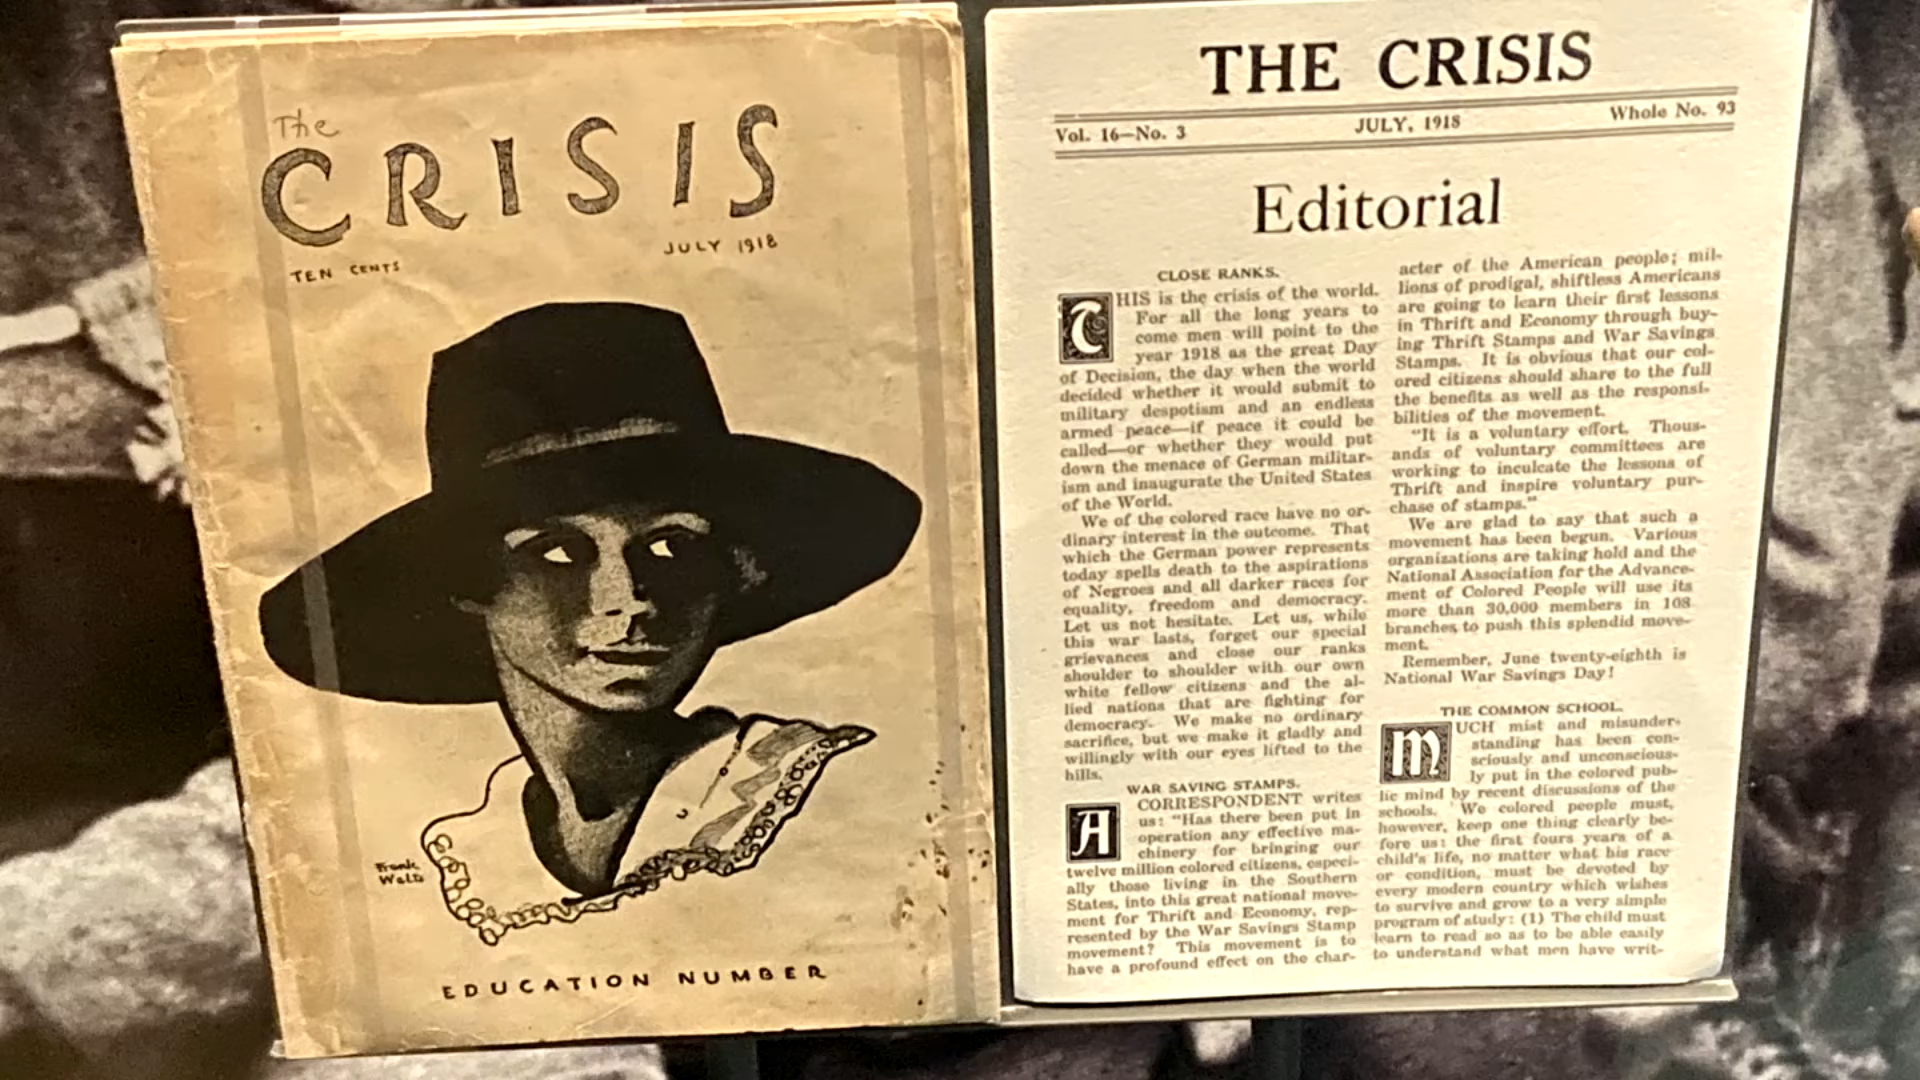 The
CRISIS
JULY 1918
TEN CENTS
Frank
Walts
EDUCATION NUMBER
THE CRISIS
Vol. 16—No. 3
JULY, 1918
Whole No. 93
Editorial
CLOSE RANKS.
THIS is the crisis of the world.
For all the long years to
come men will point to the
year 1918 as the great Day
of Decision, the day when the world
decided whether it would submit to
military despotism and an endless
armed peace—if peace it could be
called—or whether they would put
down the menace of German militar-
ism and inaugurate the United States
of the World.
We of the colored race have no or-
dinary interest in the outcome. That
which the German power represents
today spells death to the aspirations
of Negroes and all darker races for
equality, freedom and democracy.
Let us not hesitate. Let us, while
this war lasts, forget our special
grievances and close our ranks
shoulder to shoulder with our own
white fellow citizens and the al-
lied nations that are fighting for
democracy. We make no ordinary
sacrifice, but we make it gladly and
willingly with our eyes lifted to the
hills.
WAR SAVING STAMPS.
A CORRESPONDENT writes
us: "Has there been put in
operation any effective ma-
chinery for bringing our
twelve million colored citizens, especi-
ally those living in the Southern
States, into this great national move-
ment for Thrift and Economy, rep-
resented by the War Savings Stamp
movement? This movement is to
have a profound effect on the char-
acter of the American people; mil-
lions of prodigal, shiftless Americans
are going to learn their first lessons
in Thrift and Economy through buy-
ing Thrift Stamps and War Savings
Stamps. It is obvious that our col-
ored citizens should share to the full
the benefits as well as the responsi-
bilities of the movement.
"It is a voluntary effort. Thous-
ands of voluntary committees are
working to inculcate the lessons of
Thrift and inspire voluntary pur-
chase of stamps."
We are glad to say that such a
movement has been begun. Various
organizations are taking hold and the
National Association for the Advance-
ment of Colored People will use its
more than 30,000 members in 108
branches to push this splendid move-
ment.
Remember, June twenty-eighth is
National War Savings Day!
THE COMMON SCHOOL.
MUCH mist and misunder-
standing has been con-
sciously and unconscious-
ly put in the colored pub-
lic mind by recent discussions of the
schools. We colored people must,
however, keep one thing clearly be-
fore us: the first fours years of a
child's life, no matter what his race
or condition, must be devoted by
every modern country which wishes
to survive and grow to a very simple
program of study: (1) The child must
learn to read so as to be able easily
to understand what men have writ-